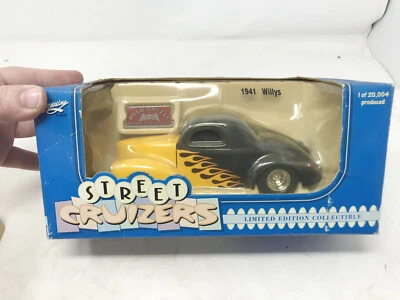 1941 Willys
1 of 20,004
produced
STREET
CRUIZERS
LIMITED EDITION COLLECTIBLE